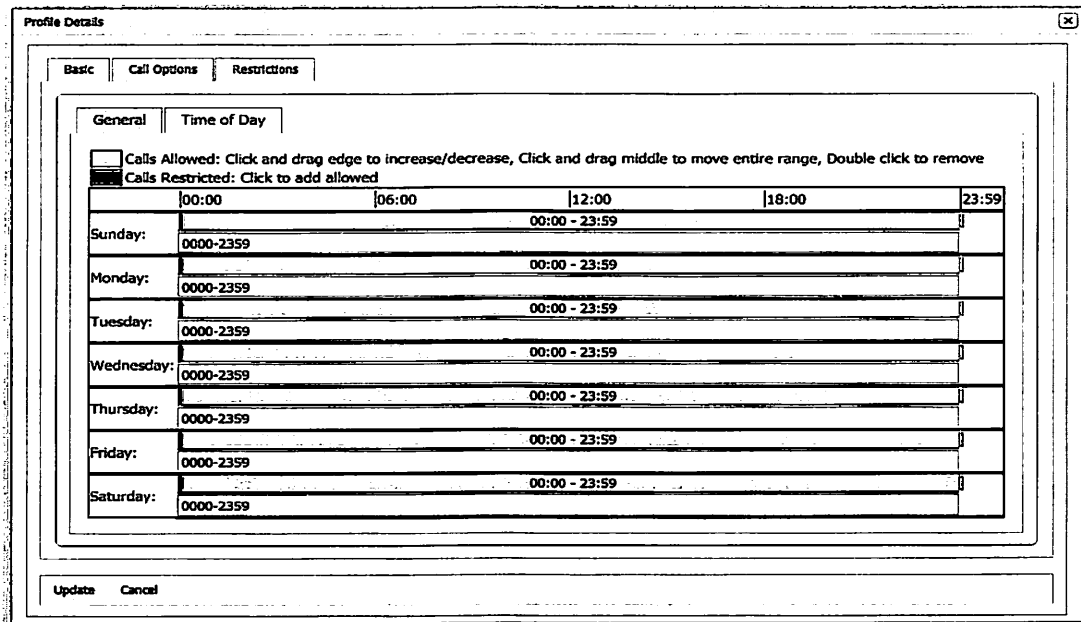 Profile Details
Basic Call Options Restrictions
General Time of Day
Calls Allowed: Click and drag edge to increase/decrease, Click and drag middle to move entire range, Double click to remove
Calls Restricted: Click to add allowed
00:00 06:00 12:00 18:00 23:59
Sunday: 00:00 - 23:59
0000-2359
Monday: 00:00 - 23:59
0000-2359
Tuesday: 00:00 - 23:59
0000-2359
Wednesday: 00:00 - 23:59
0000-2359
Thursday: 00:00 - 23:59
0000-2359
Friday: 00:00 - 23:59
0000-2359
Saturday: 00:00 - 23:59
0000-2359
Update Cancel